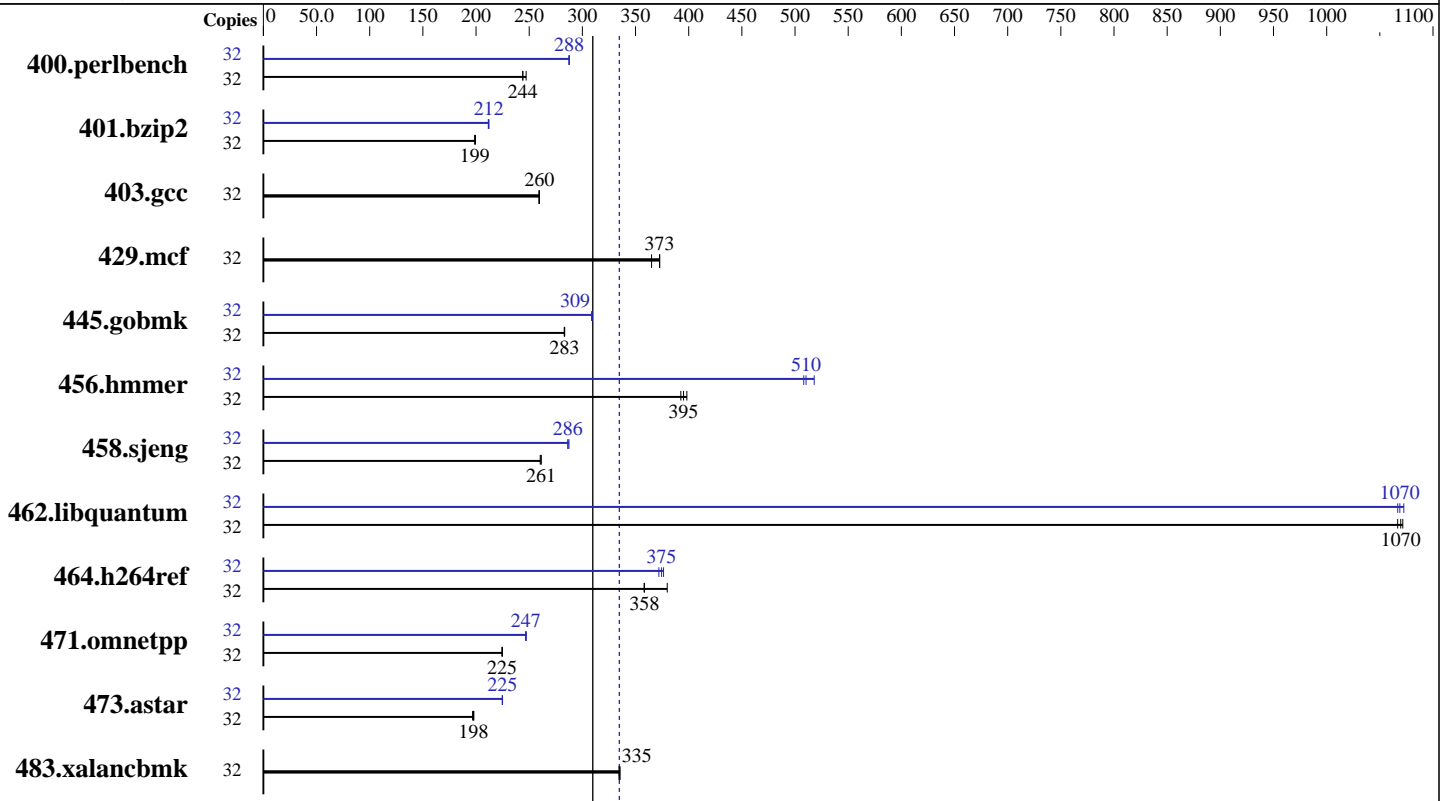 Copies 0 50.0 100 150 200 250 300 350 400 450 500 550 600 650 700 750 800 850 900 950 1000 1100
400.perlbench 32 288
32 244
401.bzip2 32 212
32 199
403.gcc 32 260
429.mcf 32 373
445.gobmk 32 309
32 283
456.hmmer 32 510
32 395
458.sjeng 32 286
32 261
462.libquantum 32 1070
32 1070
464.h264ref 32 375
32 358
471.omnetpp 32 247
32 225
473.astar 32 225
32 198
483.xalancbmk 32 335